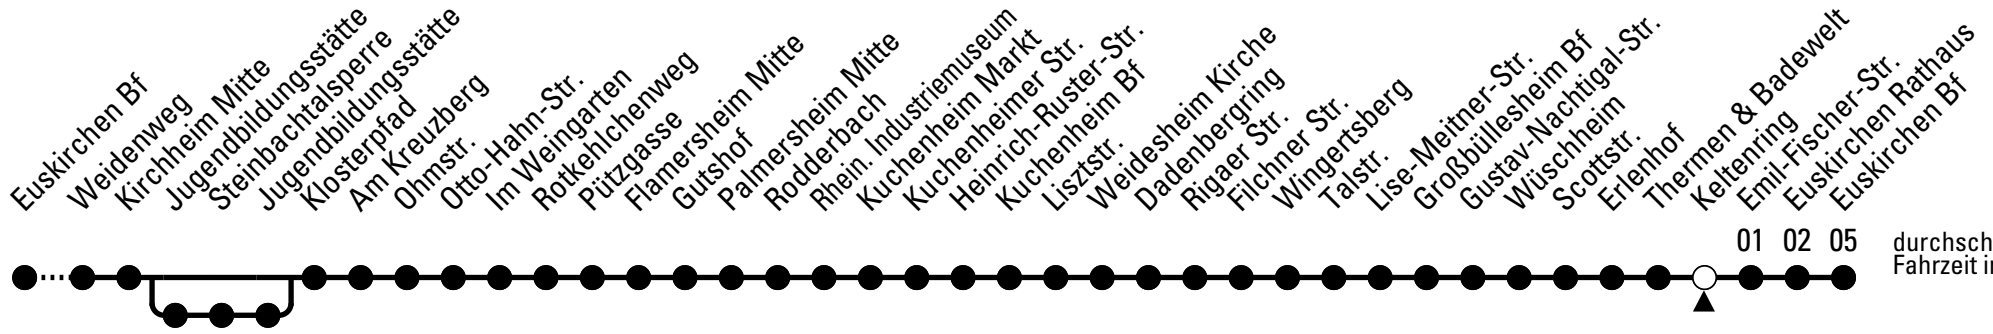 Euskirchen Bf
Weidenweg
Kirchheim Mitte
Jugendbildungsstätte
Steinbachtalsperre
Jugendbildungsstätte
Klosterpfad
Am Kreuzberg
Ohmstr.
Otto-Hahn-Str.
Im Weingarten
Rotkehlchenweg
Pützgasse
Flamersheim Mitte
Gutshof
Palmersheim Mitte
Rodderbach
Rhein. Industriemuseum
Kuchenheim Markt
Kuchenheimer Str.
Heinrich-Ruster-Str.
Kuchenheim Bf
Lisztstr.
Weidesheim Kirche
Dadenbergring
Rigaer Str.
Filchner Str.
Wingertsberg
Talstr.
Lise-Meitner-Str.
Großbüllesheim Bf
Gustav-Nachtigal-Str.
Wüschheim
Scottstr.
Erlenhof
Thermen & Badewelt
Keltenring
Emil-Fischer-Str.
Euskirchen Rathaus
Euskirchen Bf
01 02 05
durchsch
Fahrzeit i